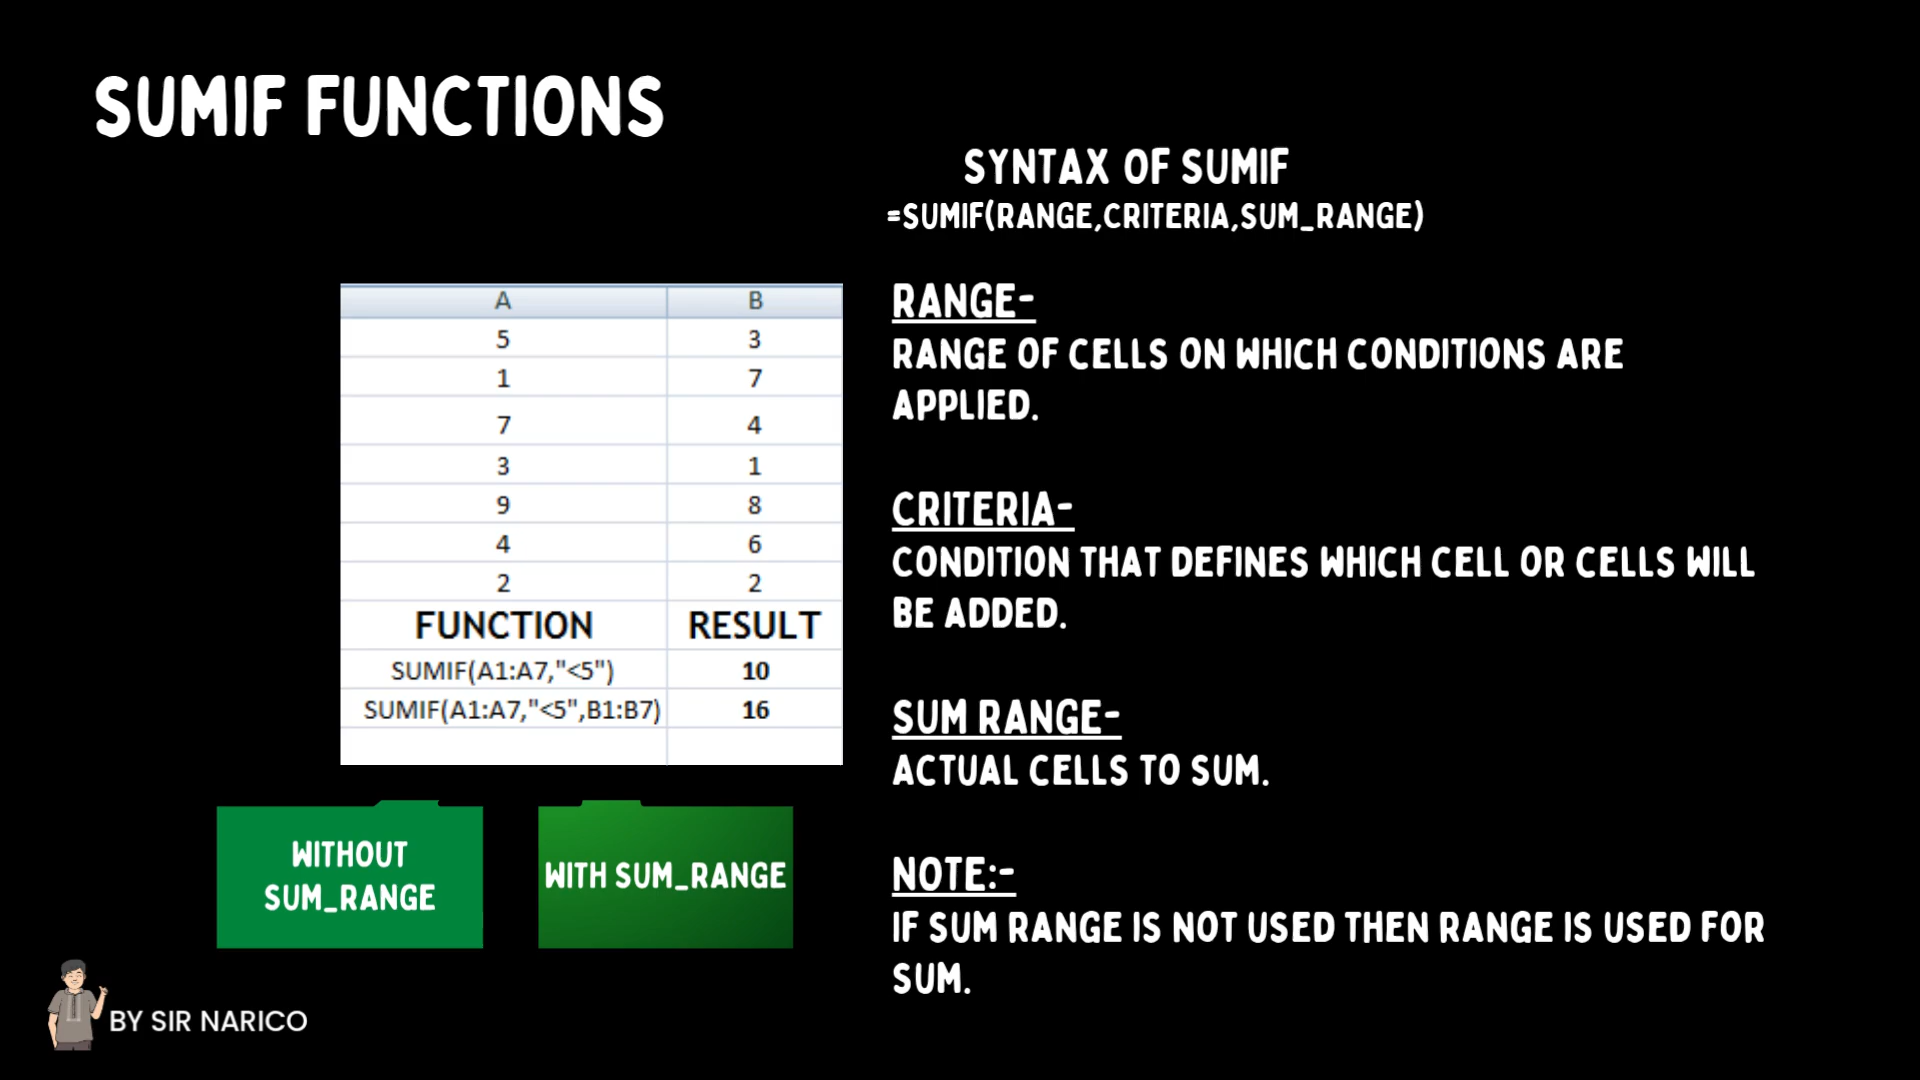 SUMIF FUNCTIONS
SYNTAX OF SUMIF
=SUMIF(RANGE,CRITERIA,SUM_RANGE)
A B
5 3
1 7
7 4
3 1
9 8
4 6
2 2
FUNCTION RESULT
SUMIF(A1:A7,"<5") 10
SUMIF(A1:A7,"<5",B1:B7) 16
WITHOUT
SUM_RANGE
WITH SUM_RANGE
RANGE-
RANGE OF CELLS ON WHICH CONDITIONS ARE
APPLIED.
CRITERIA-
CONDITION THAT DEFINES WHICH CELL OR CELLS WILL
BE ADDED.
SUM RANGE-
ACTUAL CELLS TO SUM.
NOTE:-
IF SUM RANGE IS NOT USED THEN RANGE IS USED FOR
SUM.
BY SIR NARICO